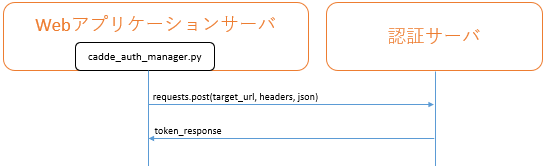 Webアプリケーションサーバ
認証サーバ
cadde_auth_manager.py
requests.post(target_url, headers, json)
token_response